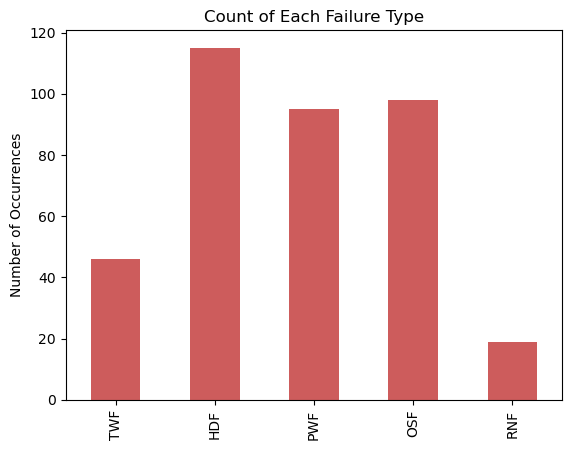 Count of Each Failure Type
Number of Occurrences
120
100
80
60
40
20
0
TWF
HDF
PWF
OSF
RNF